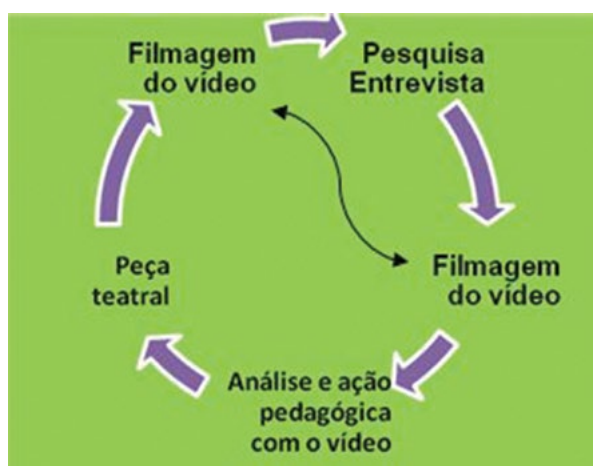 Filmagem
do vídeo
Pesquisa
Entrevista
Filmagem
do vídeo
Análise e ação
pedagógica
com o vídeo
Peça
teatral